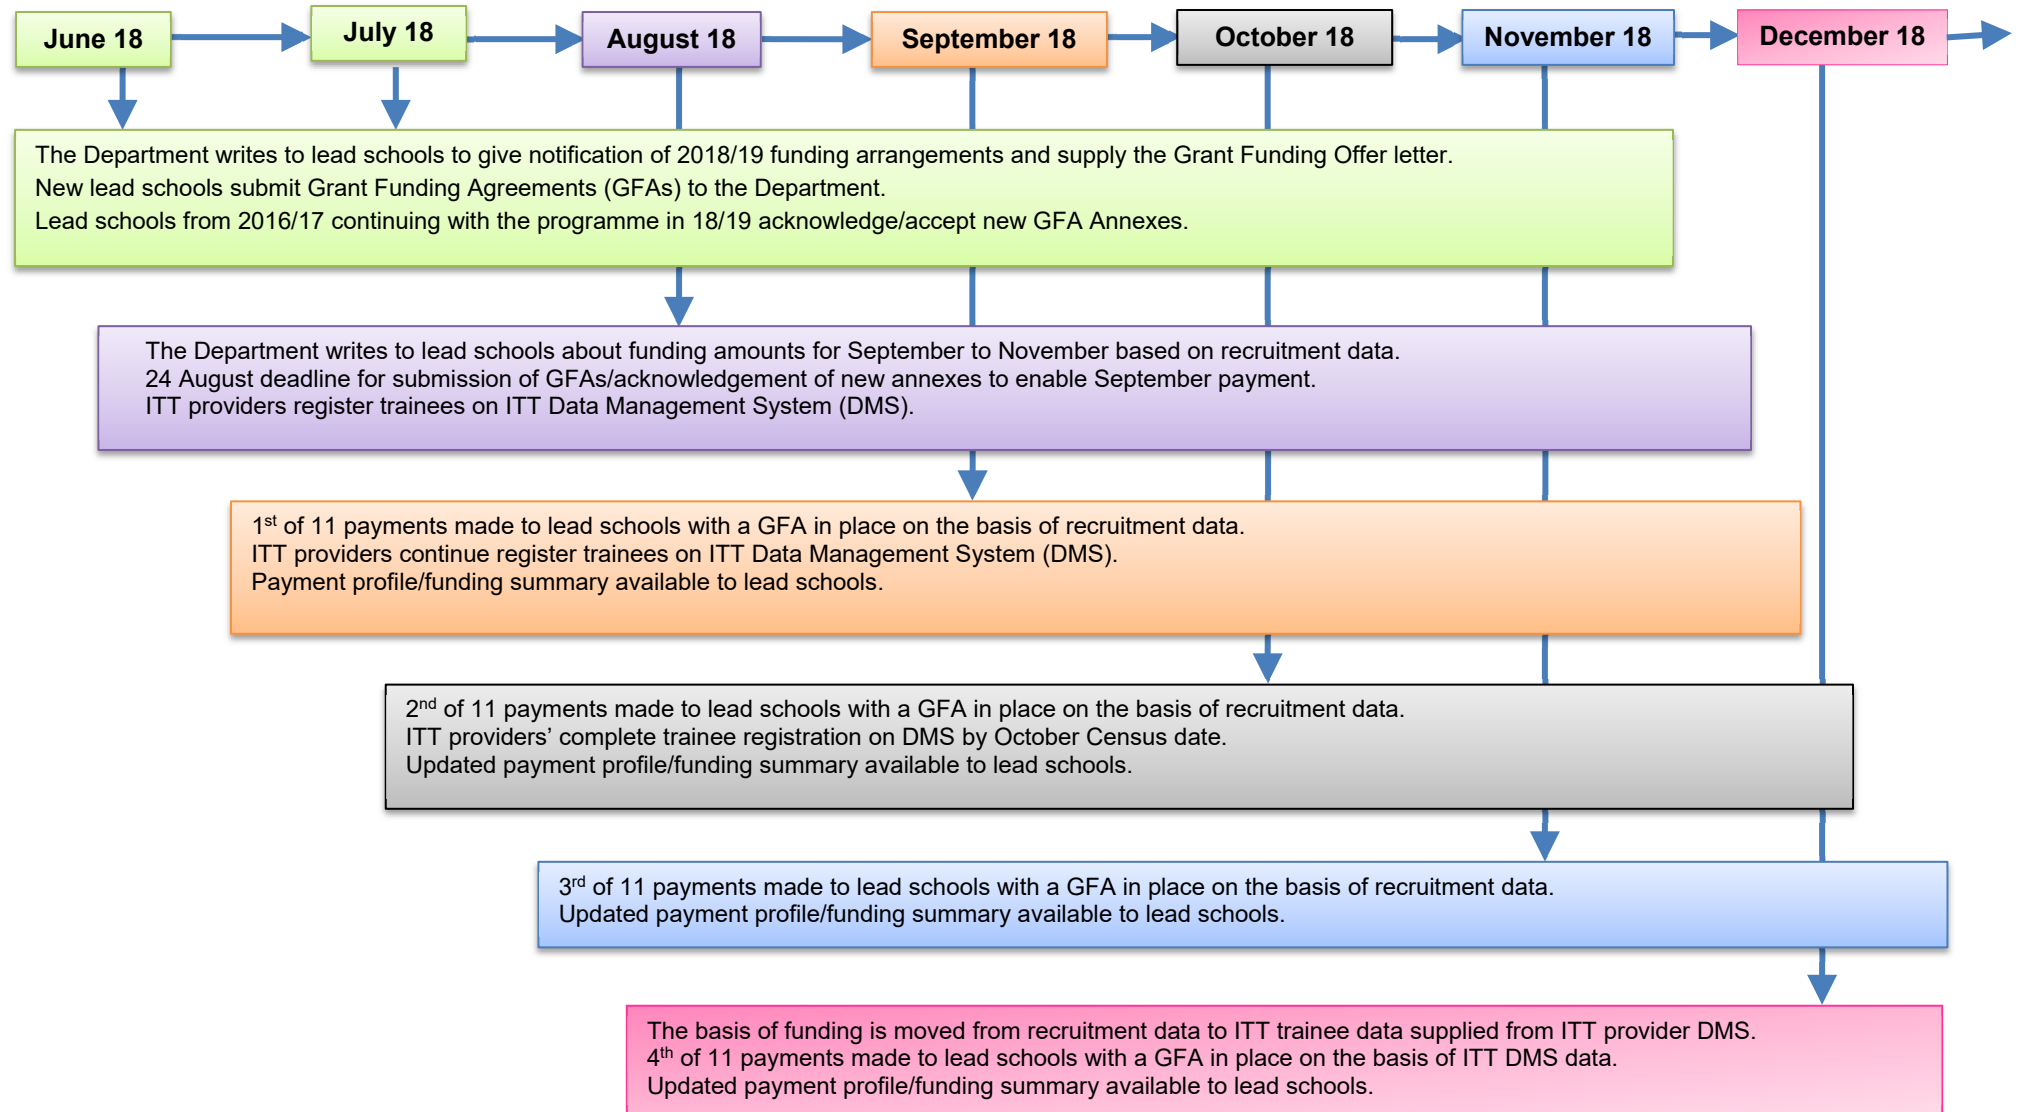 June 18
July 18
August 18
September 18
October 18
November 18
December 18
The Department writes to lead schools to give notification of 2018/19 funding arrangements and supply the Grant Funding Offer letter.
New lead schools submit Grant Funding Agreements (GFAs) to the Department.
Lead schools from 2016/17 continuing with the programme in 18/19 acknowledge/accept new GFA Annexes.
The Department writes to lead schools about funding amounts for September to November based on recruitment data.
24 August deadline for submission of GFAs/acknowledgement of new annexes to enable September payment.
ITT providers register trainees on ITT Data Management System (DMS).
1st of 11 payments made to lead schools with a GFA in place on the basis of recruitment data.
ITT providers continue register trainees on ITT Data Management System (DMS).
Payment profile/funding summary available to lead schools.
2nd of 11 payments made to lead schools with a GFA in place on the basis of recruitment data.
ITT providers’ complete trainee registration on DMS by October Census date.
Updated payment profile/funding summary available to lead schools.
3rd of 11 payments made to lead schools with a GFA in place on the basis of recruitment data.
Updated payment profile/funding summary available to lead schools.
The basis of funding is moved from recruitment data to ITT trainee data supplied from ITT provider DMS.
4th of 11 payments made to lead schools with a GFA in place on the basis of ITT DMS data.
Updated payment profile/funding summary available to lead schools.